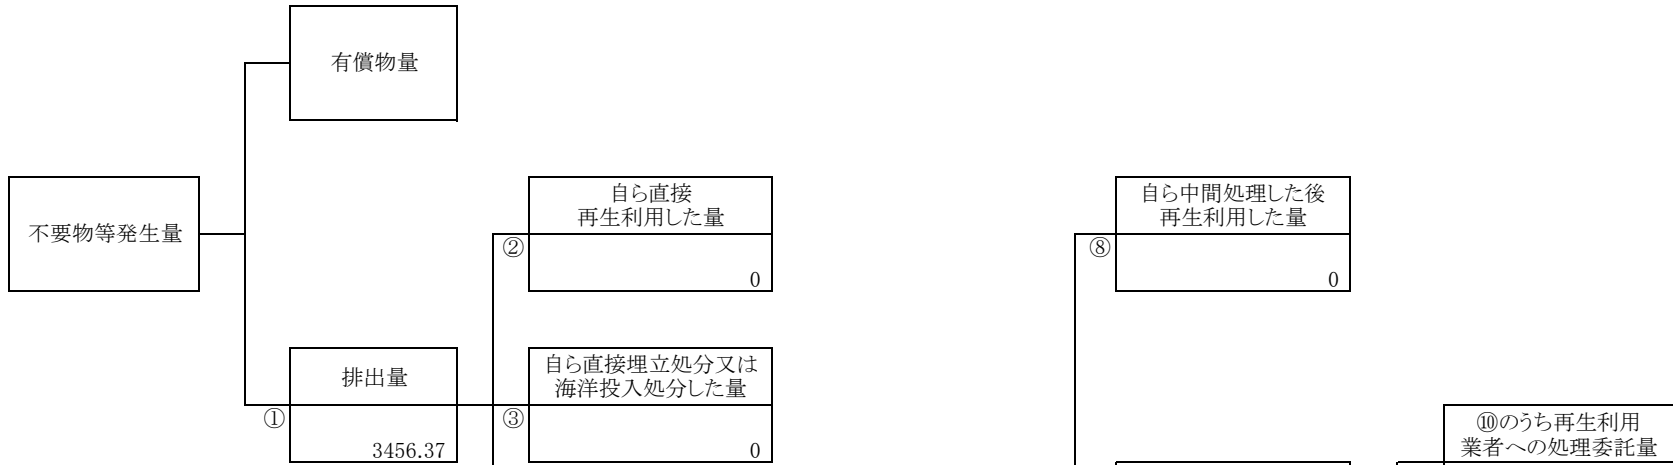 有償物量
不要物等発生量
自ら直接
再生利用した量
②
0
自ら中間処理した後
再生利用した量
⑧
0
排出量
①
3456.37
自ら直接埋立処分又は
海洋投入処分した量
③
0
⑩のうち再生利用
業者への処理委託量